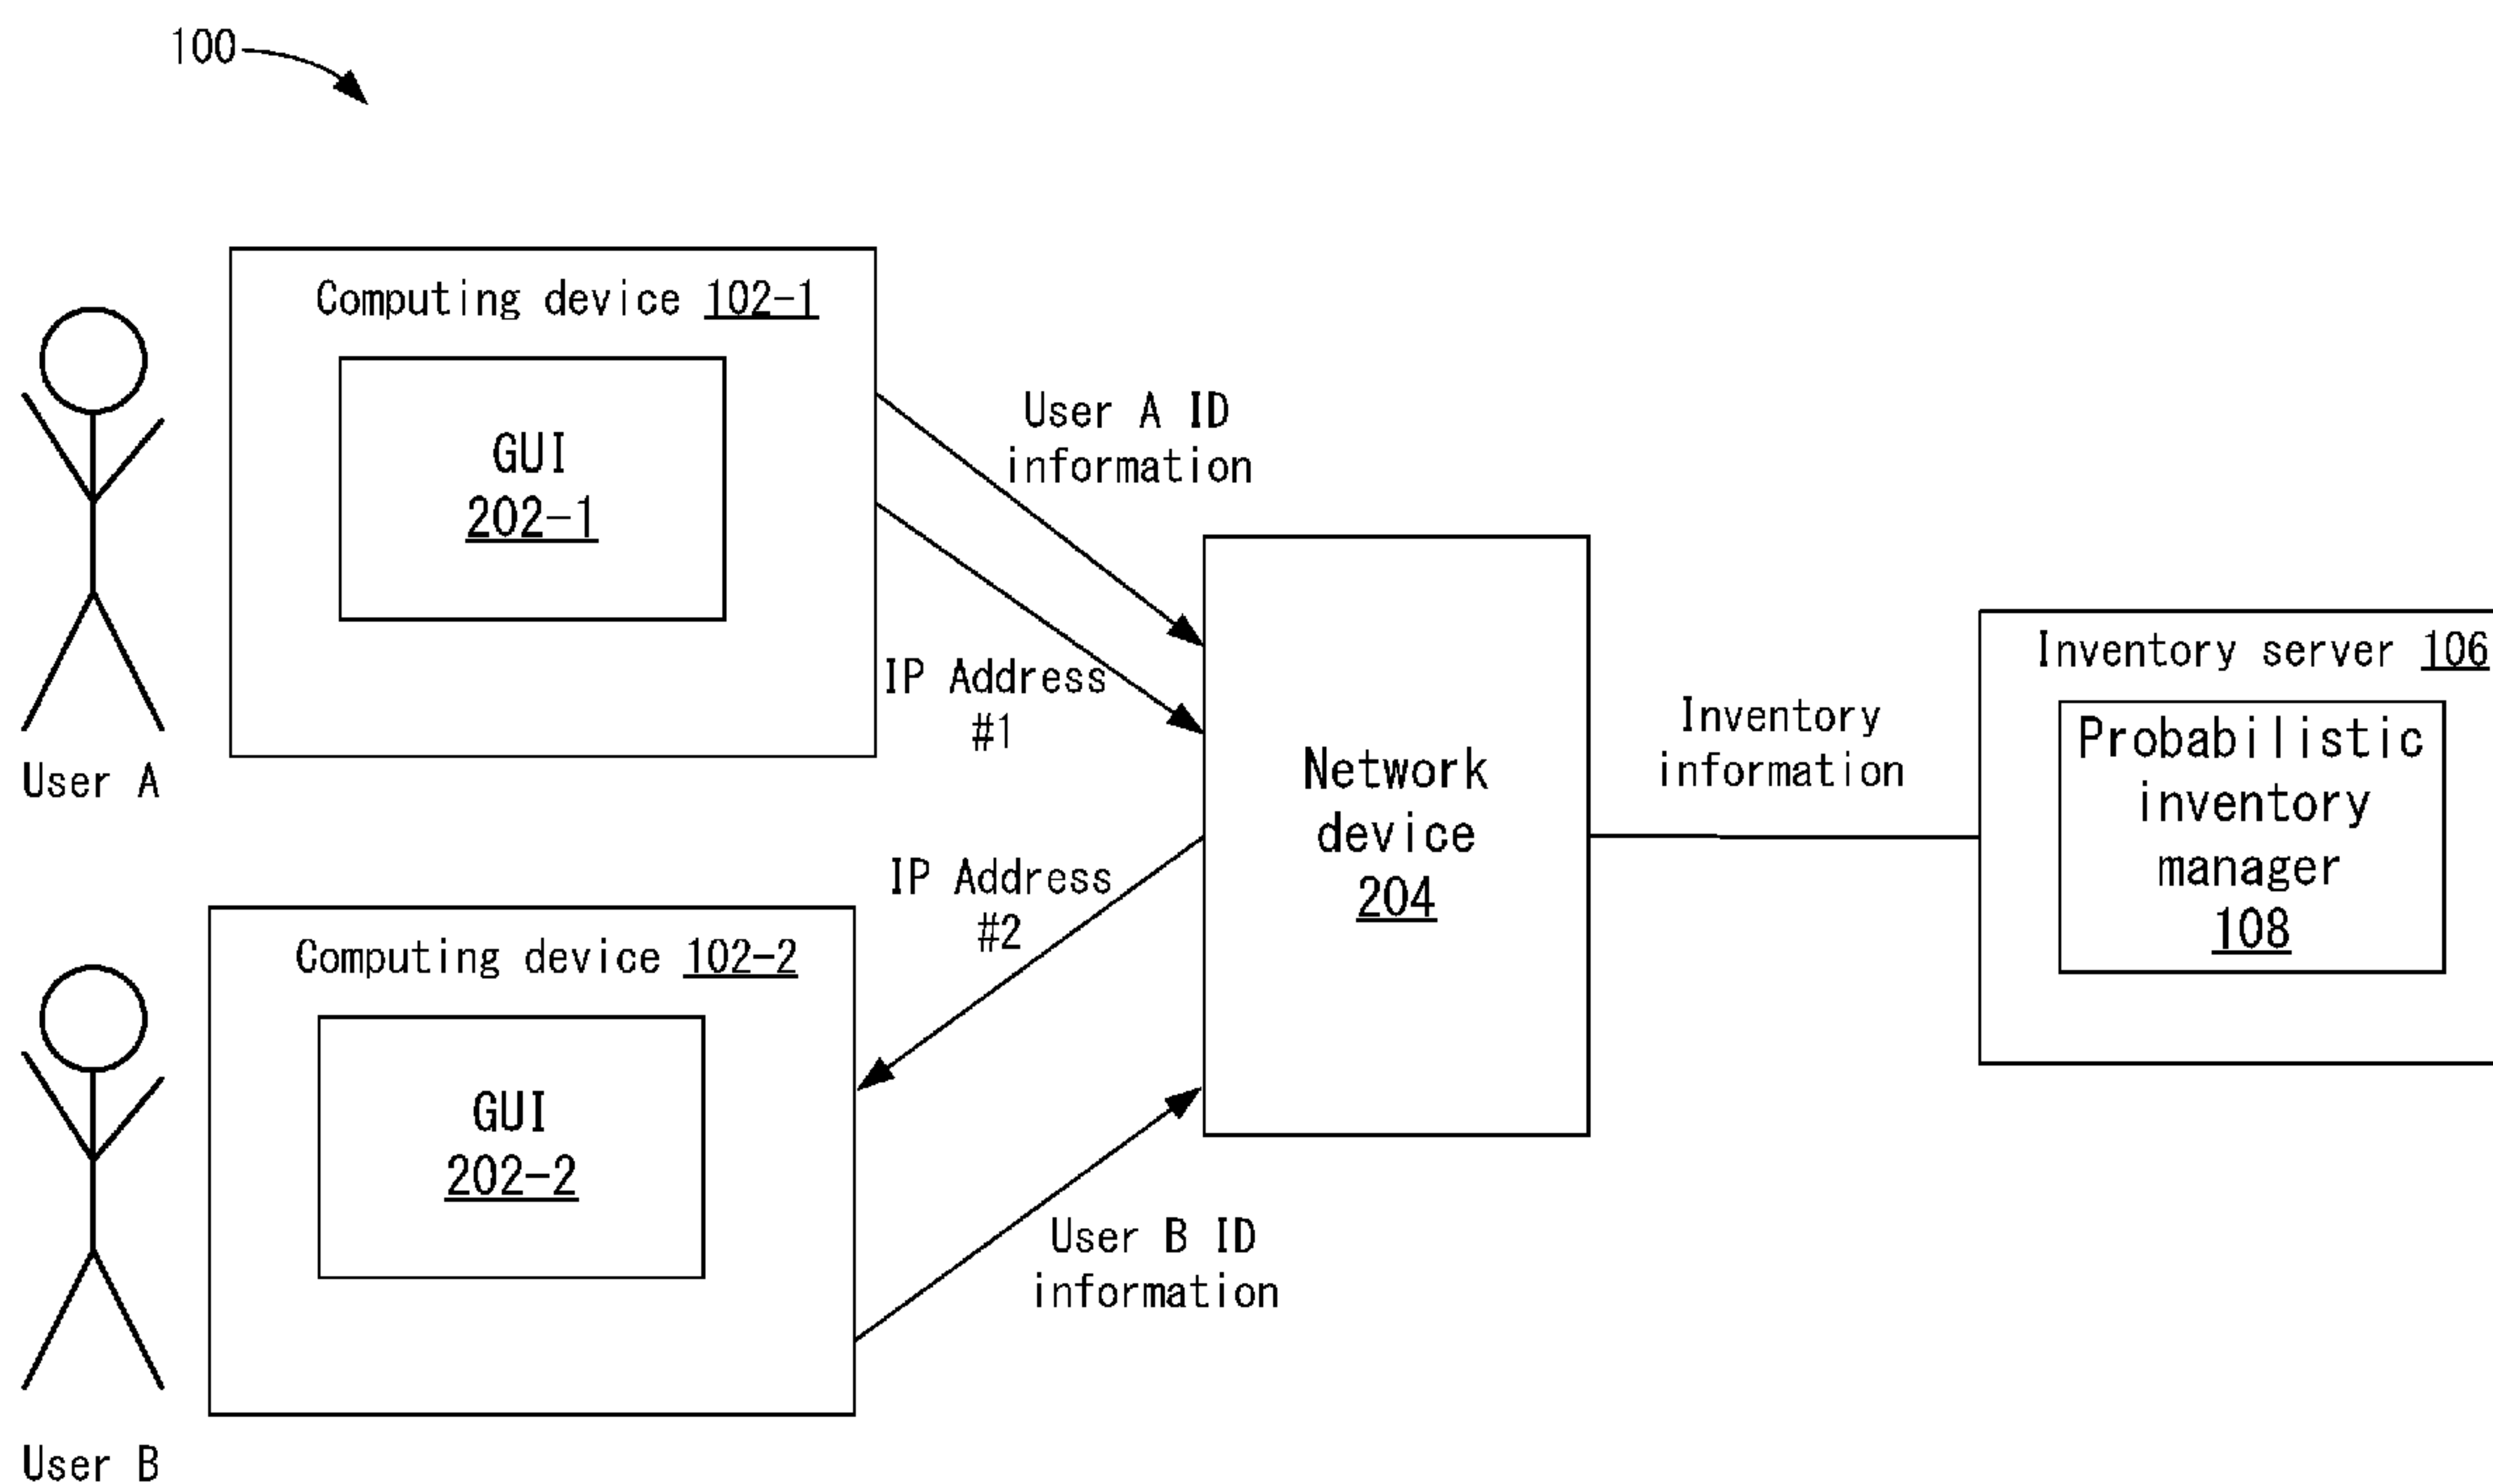 100
Computing device 102-1
GUI
202-1
User A
User A ID
information
IP Address
#1
Network
device
204
Inventory
information
Inventory server 106
Probabilistic
inventory
manager
108
IP Address
#2
Computing device 102-2
GUI
202-2
User B ID
information
User B